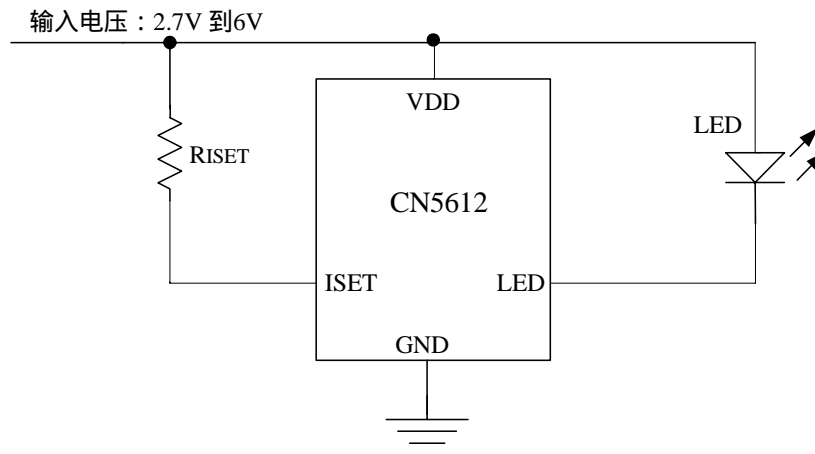 输入电压：2.7V 到6V
VDD
LED
RISET
CN5612
ISET
LED
GND